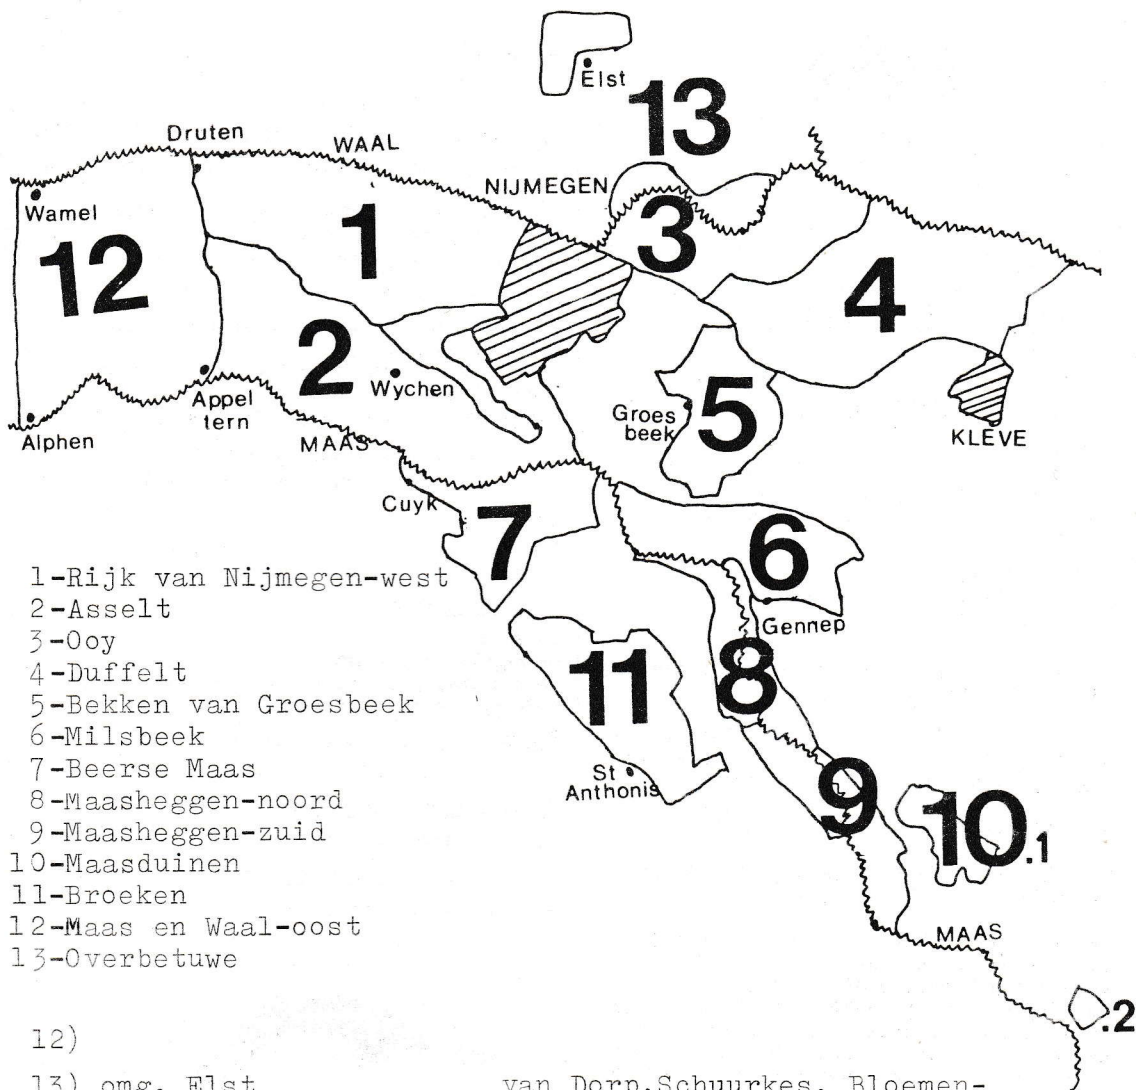 Elst
13
Druten
WAAL
NIJMEGEN
Wamel
12
1
3
4
2
Wychen
Appel
tern
Alphen
MAAS
Groes
beek
5
KLEVE
Cuyk
7
6
Gennep
8
11
St
Anthonis
9
10.1
MAAS
.2
1-Rijk van Nijmegen-west
2-Asselt
3-Ooy
4-Duffelt
5-Bekken van Groesbeek
6-Milsbeek
7-Beerse Maas
8-Maasheggen-noord
9-Maasheggen-zuid
10-Maasduinen
11-Broeken
12-Maas en Waal-oost
13-Overbetuwe
12)
13) omg. Elst van Dorp,Schuurkes, Bloemen-